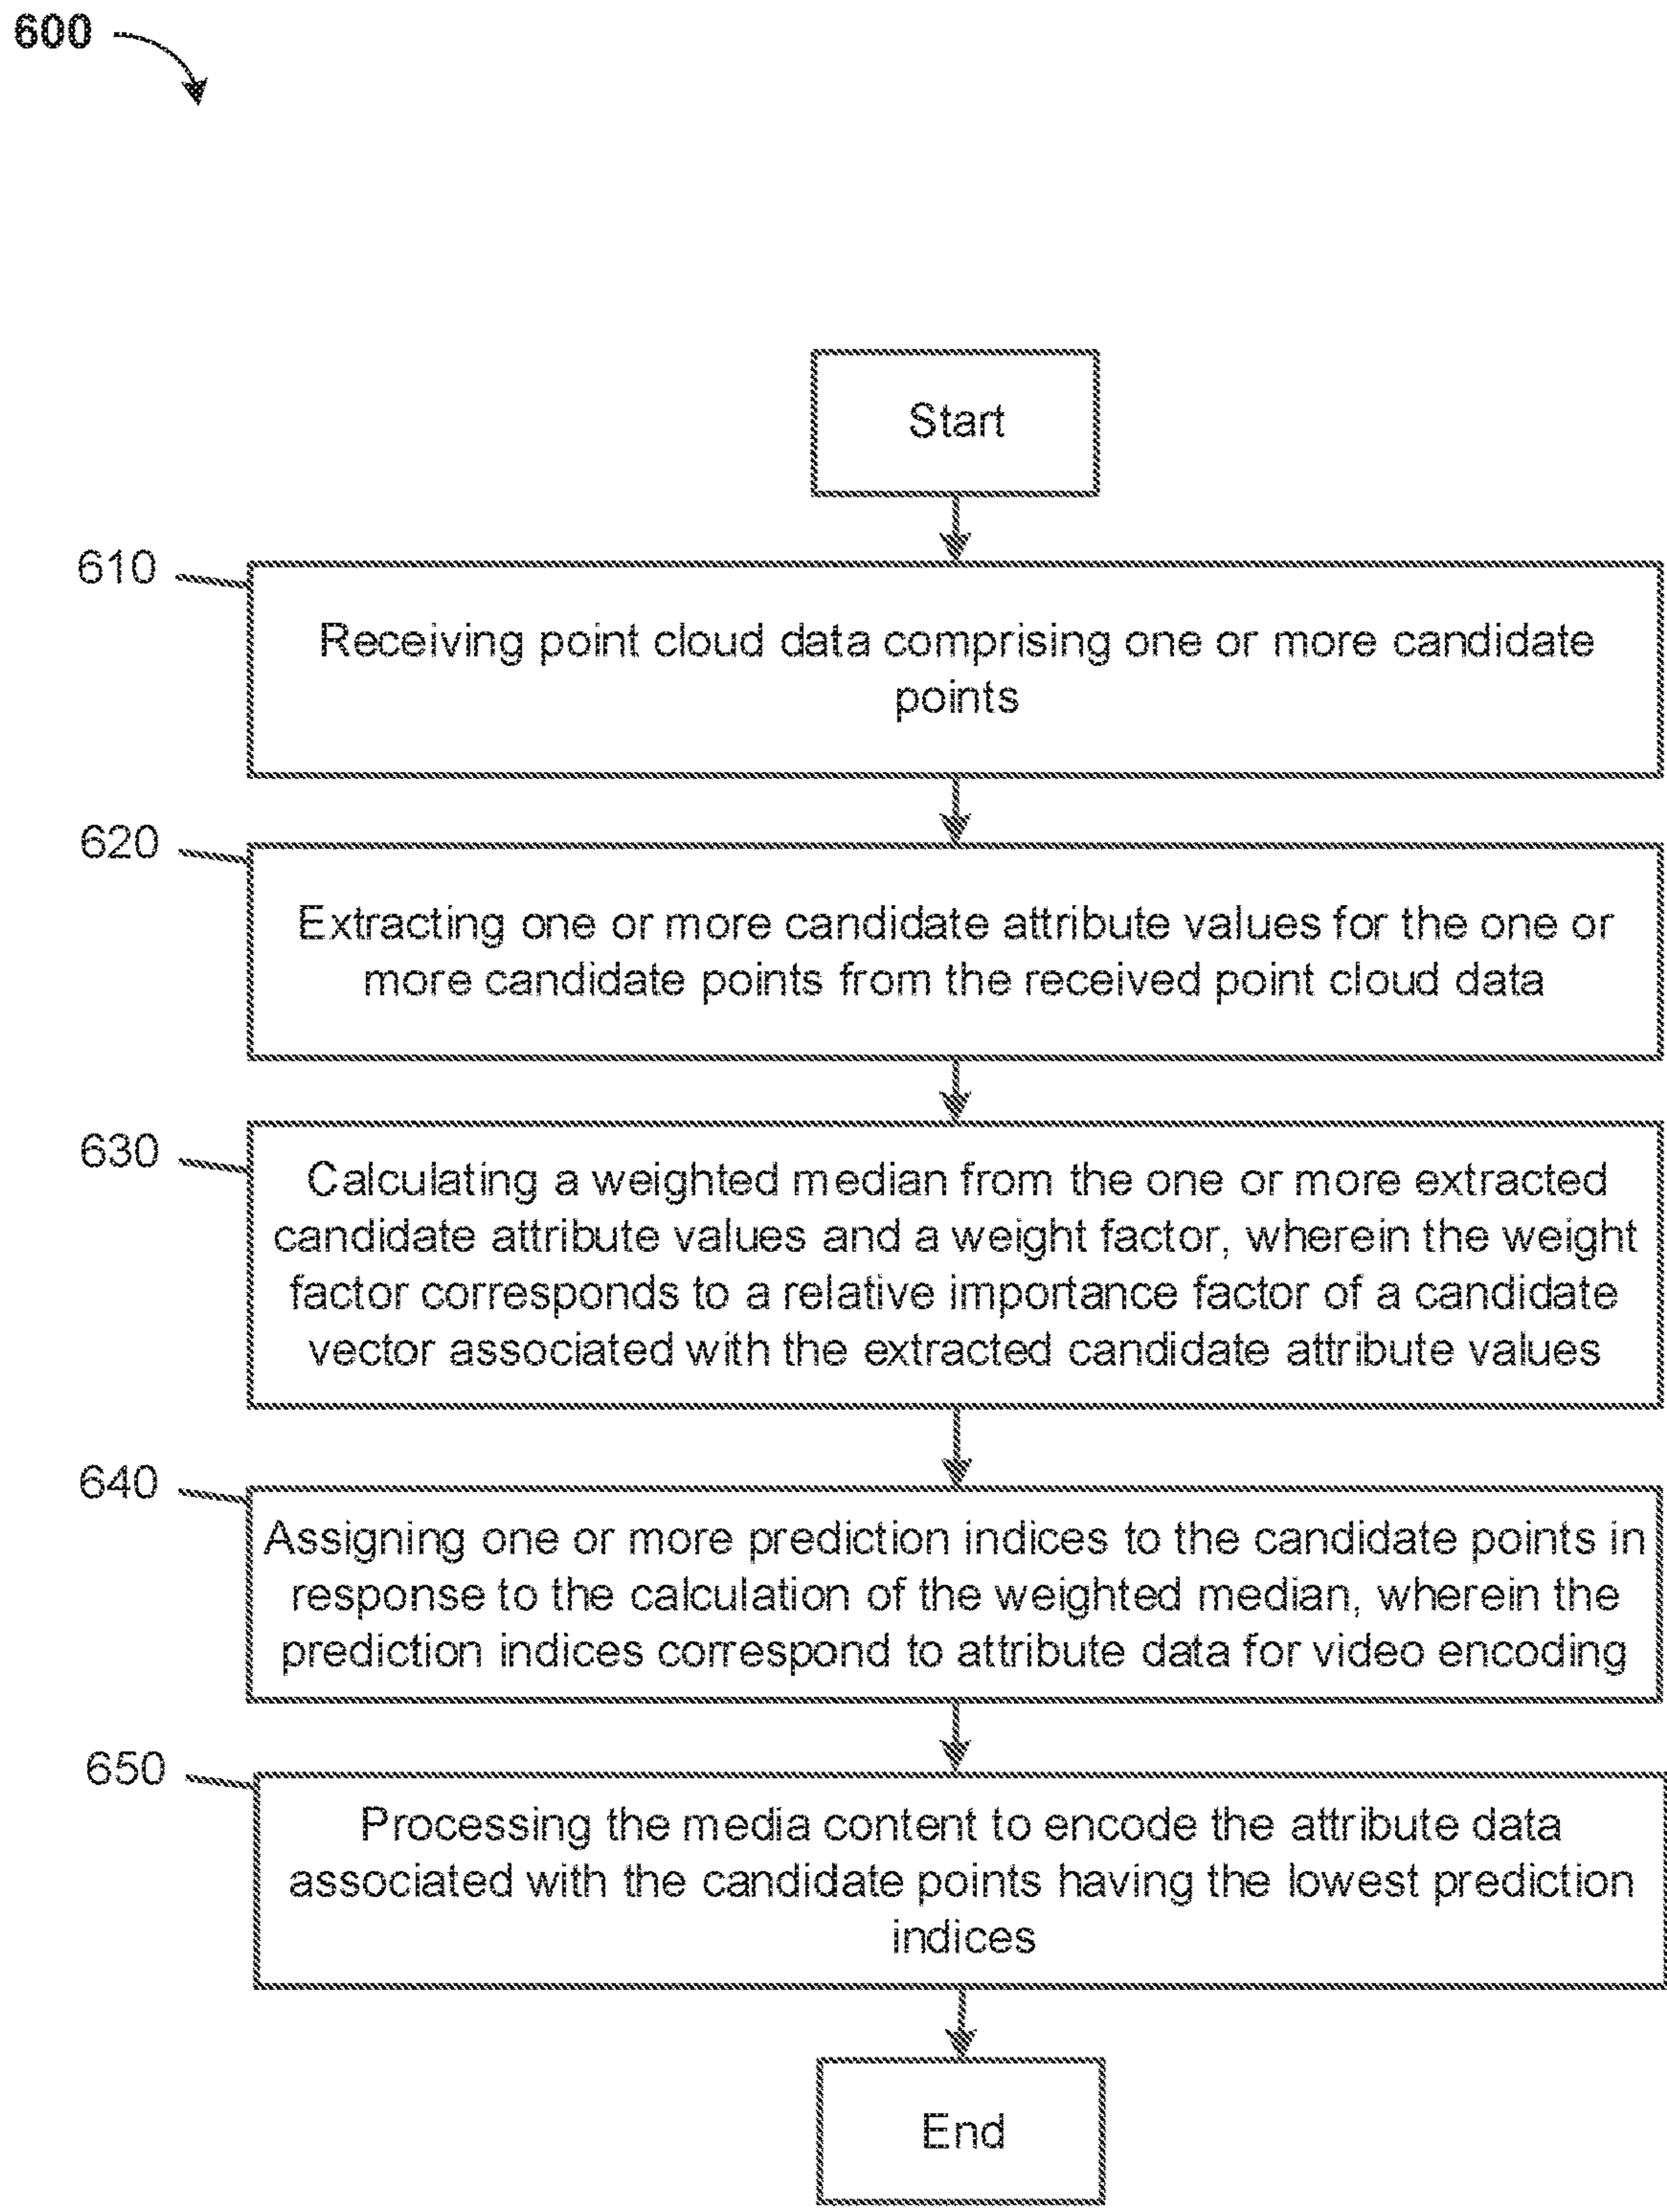 600
Start
610
Receiving point cloud data comprising one or more candidate
points
620
Extracting one or more candidate attribute values for the one or
more candidate points from the received point cloud data
630
Calculating a weighted median from the one or more extracted
candidate attribute values and a weight factor, wherein the weight
factor corresponds to a relative importance factor of a candidate
vector associated with the extracted candidate attribute values
640
Assigning one or more prediction indices to the candidate points in
response to the calculation of the weighted median, wherein the
prediction indices correspond to attribute data for video encoding
650
Processing the media content to encode the attribute data
associated with the candidate points having the lowest prediction
indices
End